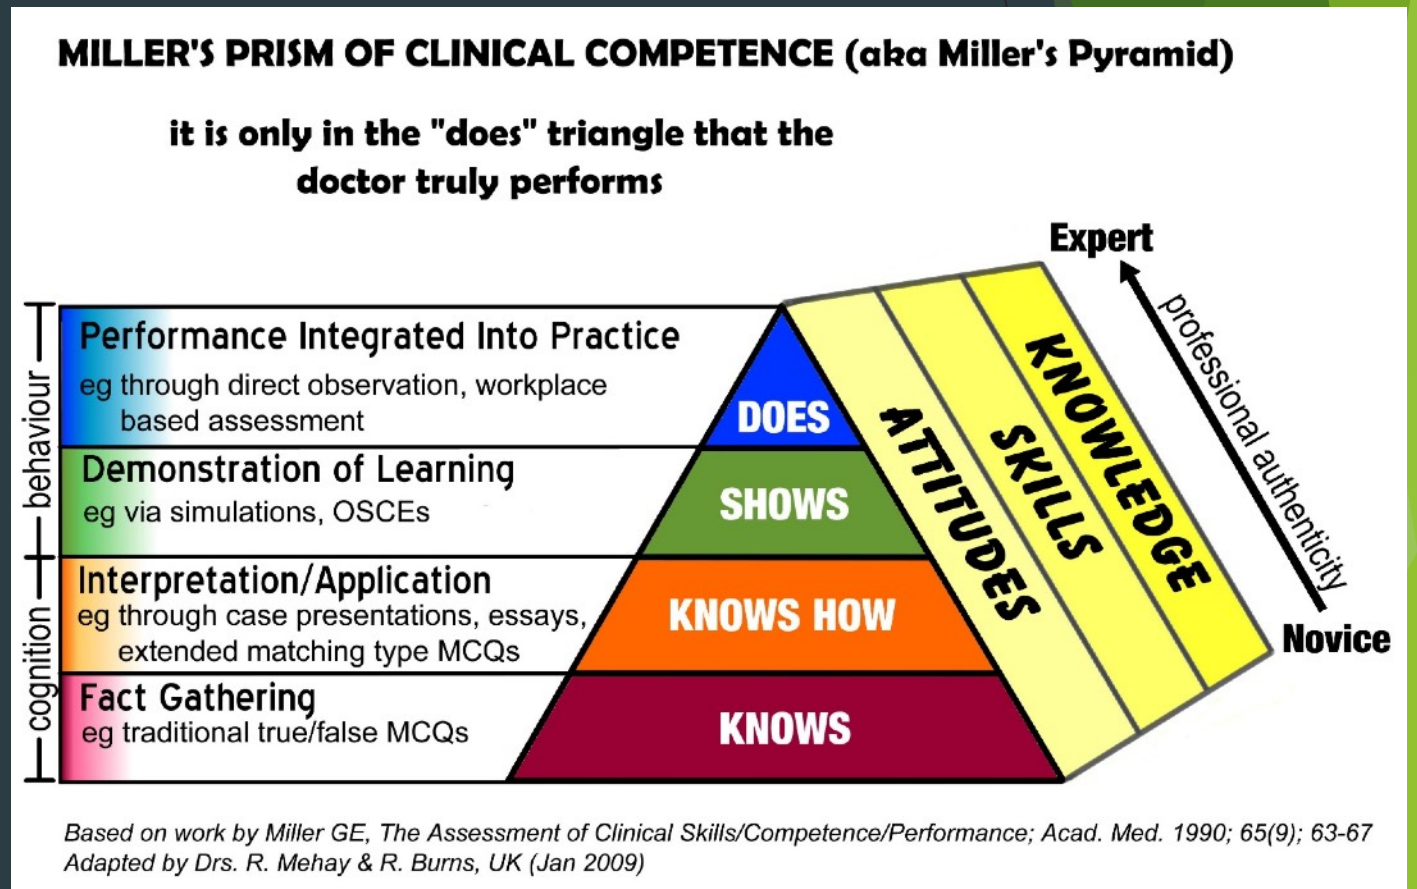 MILLER'S PRISM OF CLINICAL COMPETENCE (aka Miller's Pyramid)
it is only in the "does" triangle that the
doctor truly performs
Expert
professional authenticity
Novice
behaviour
cognition
Performance Integrated Into Practice
eg through direct observation, workplace
based assessment
DOES
Demonstration of Learning
eg via simulations, OSCEs
SHOWS
Interpretation/Application
eg through case presentations, essays,
extended matching type MCQs
KNOWS HOW
Fact Gathering
eg traditional true/false MCQs
KNOWS
ATTITUDES
SKILLS
KNOWLEDGE
Based on work by Miller GE, The Assessment of Clinical Skills/Competence/Performance; Acad. Med. 1990; 65(9); 63-67
Adapted by Drs. R. Mehay & R. Burns, UK (Jan 2009)